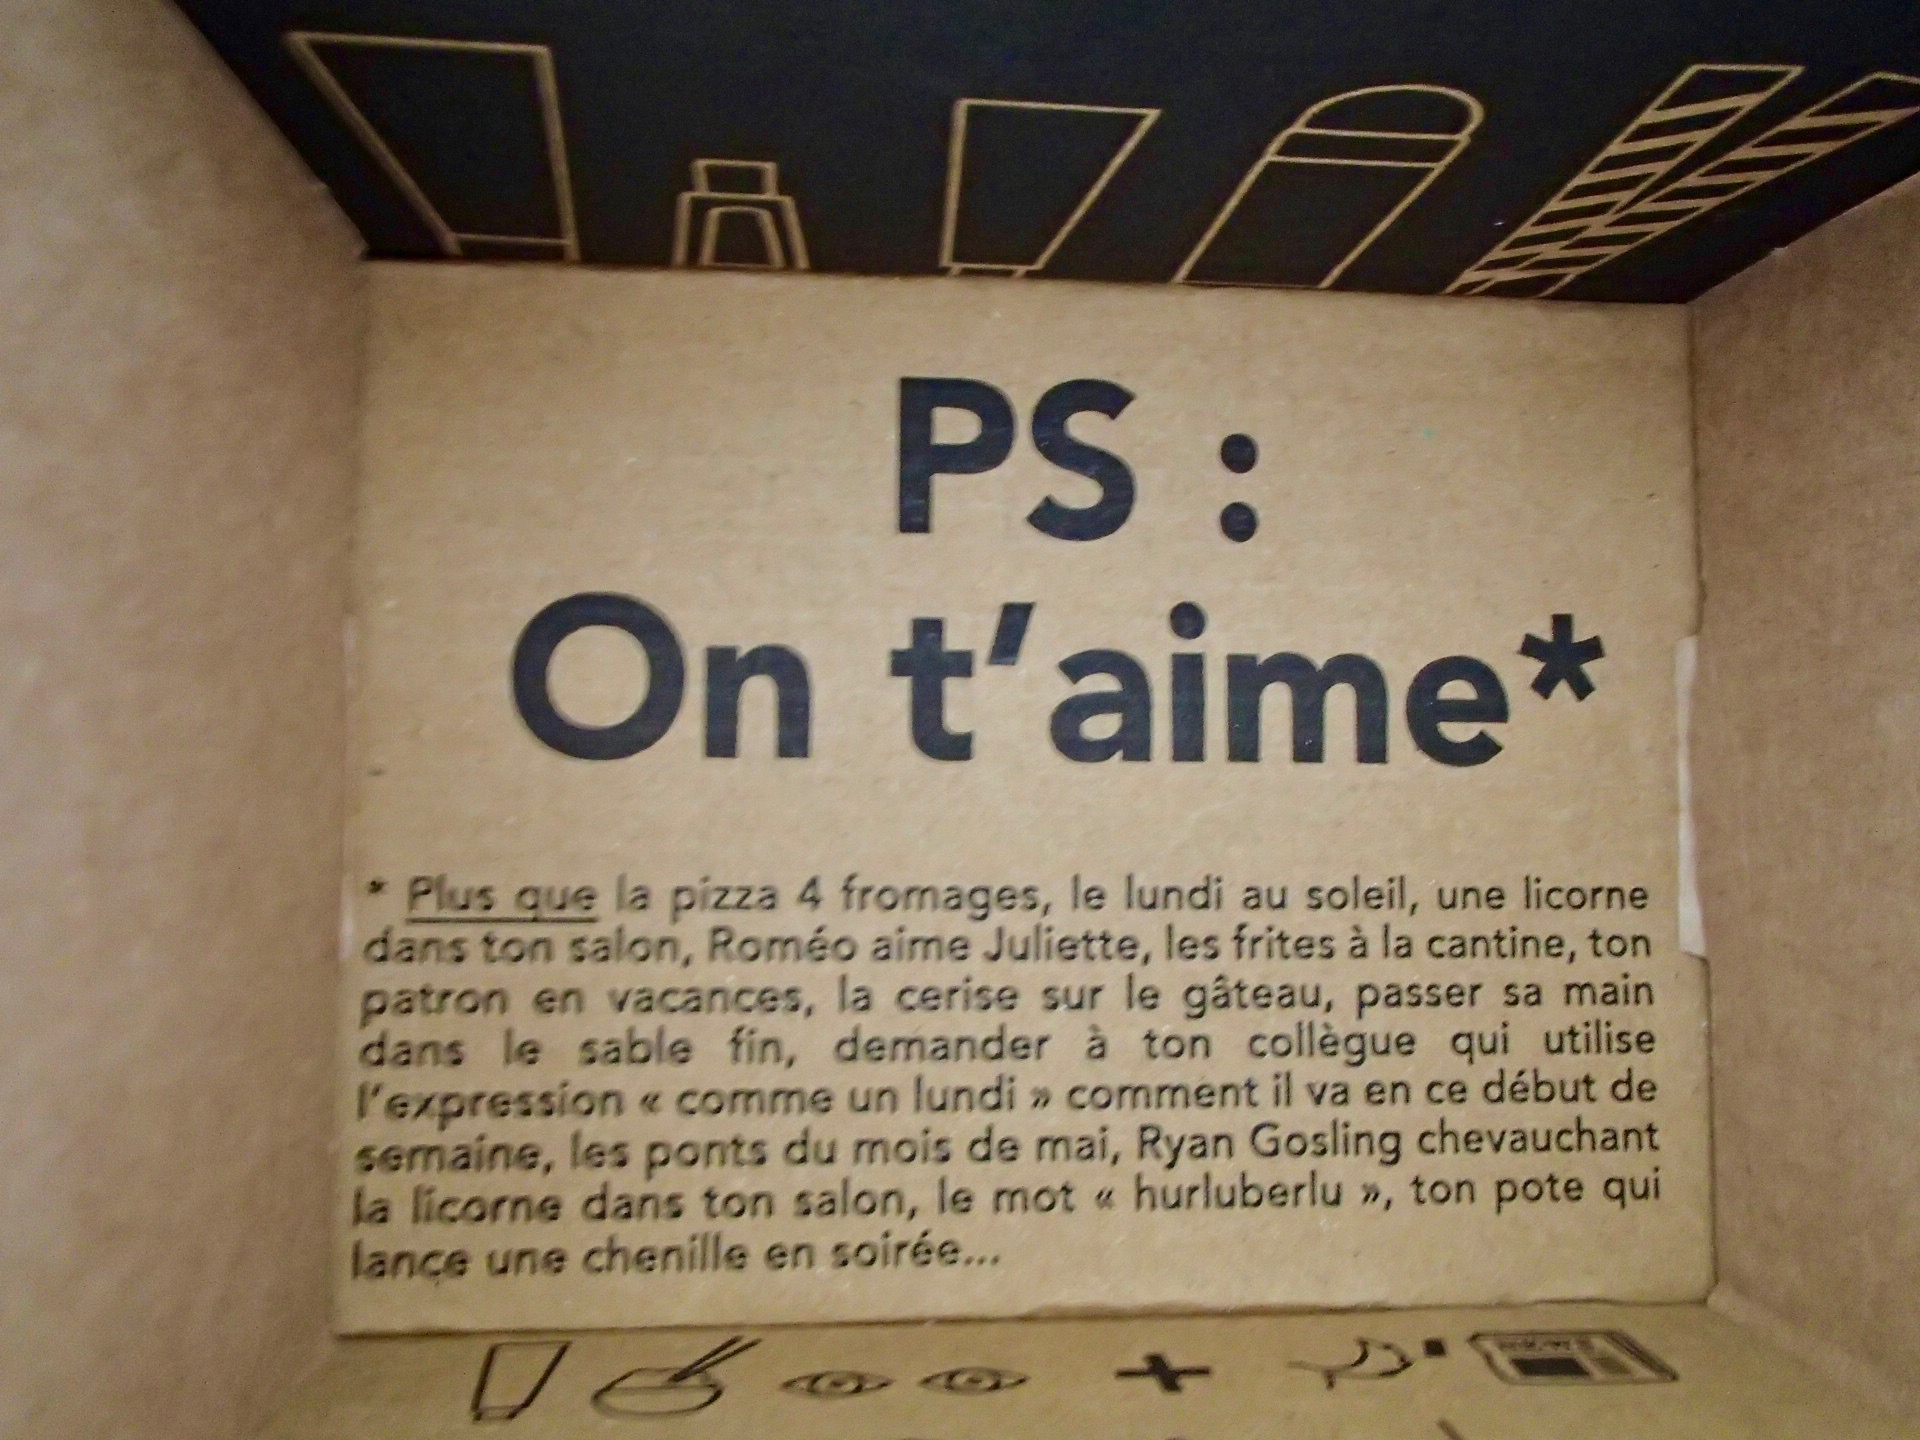 PS :
On t'aime*
* Plus que la pizza 4 fromages, le lundi au soleil, une licorne
dans ton salon, Roméo aime Juliette, les frites à la cantine, ton
patron en vacances, la cerise sur le gâteau, passer sa main
dans le sable fin, demander à ton collègue qui utilise
l'expression « comme un lundi » comment il va en ce début de
semaine, les ponts du mois de mai, Ryan Gosling chevauchant
la licorne dans ton salon, le mot « hurluberlu », ton pote qui
lance une chenille en soirée...